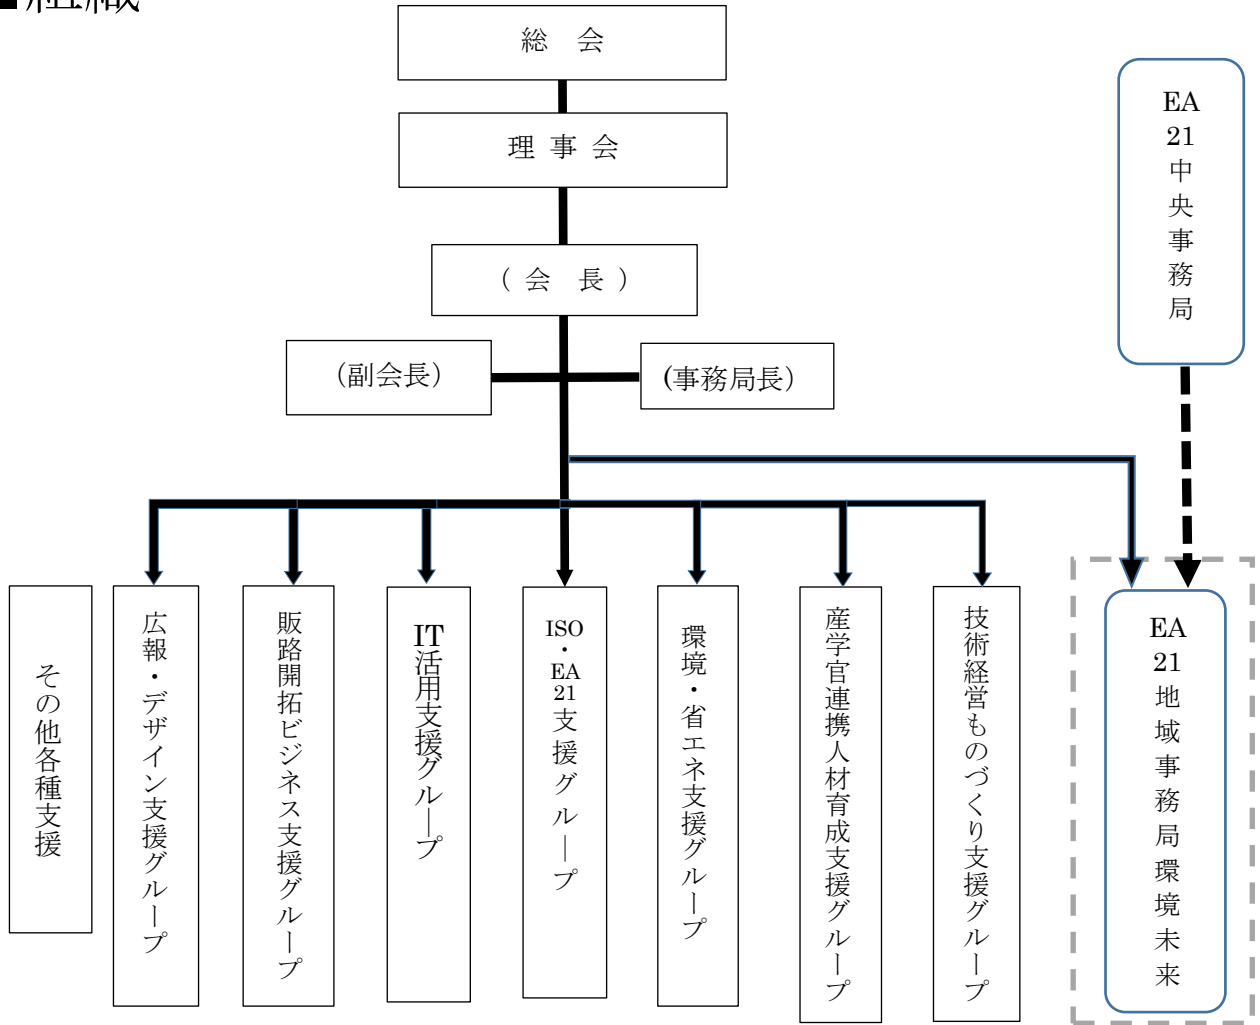 ■組織
総 会
理 事 会
（ 会 長 ）
（副会長）
（事務局長）
EA21中央事務局
その他各種支援
広報・デザイン支援グループ
販路開拓ビジネス支援グループ
IT活用支援グループ
ISO・EA21支援グループ
環境・省エネ支援グループ
産学官連携人材育成支援グループ
技術経営ものづくり支援グループ
EA21地域事務局環境未来